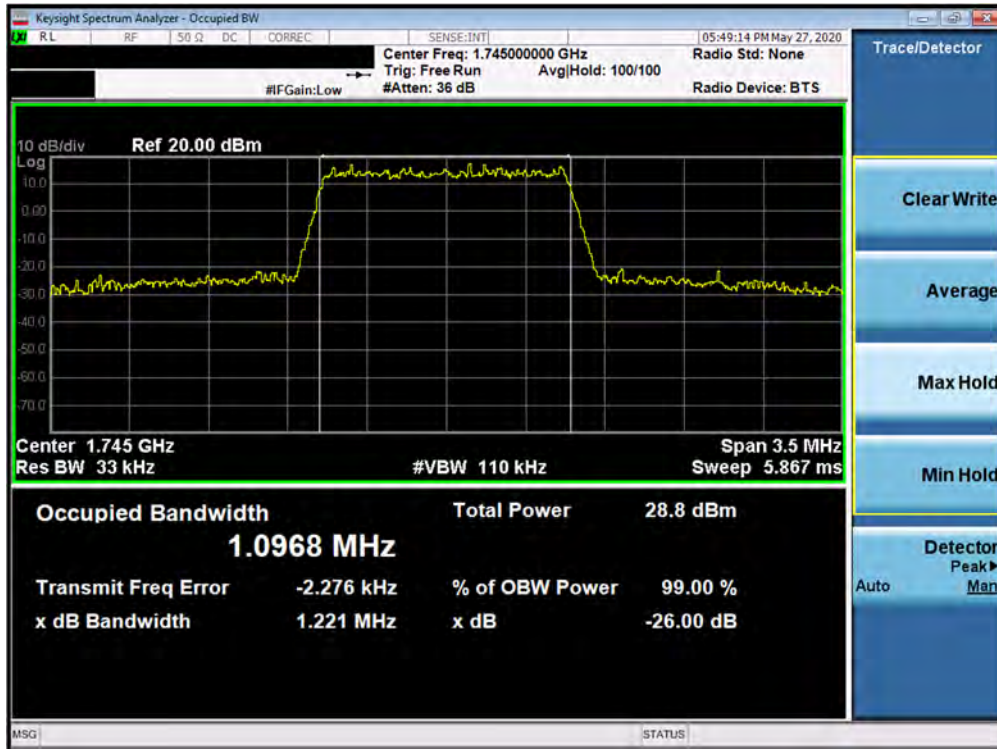 Keysight Spectrum Analyzer - Occupied BW
RL RF 50 Ω DC CORREC SENSE:INT 05:49:14 PM May 27, 2020
Center Freq: 1.745000000 GHz Radio Std: None
Trig: Free Run Avg|Hold: 100/100
#IFGain:Low #Atten: 36 dB Radio Device: BTS
10 dB/div Ref 20.00 dBm
Log
10.0
0.00
-10.0
-20.0
-30.0
-40.0
-50.0
-60.0
-70.0
Center 1.745 GHz Span 3.5 MHz
Res BW 33 kHz #VBW 110 kHz Sweep 5.867 ms
Occupied Bandwidth Total Power 28.8 dBm
1.0968 MHz
Transmit Freq Error -2.276 kHz % of OBW Power 99.00 %
x dB Bandwidth 1.221 MHz x dB -26.00 dB
Trace/Detector
Clear Write
Average
Max Hold
Min Hold
Detector
Peak▶
Auto Man
MSG STATUS